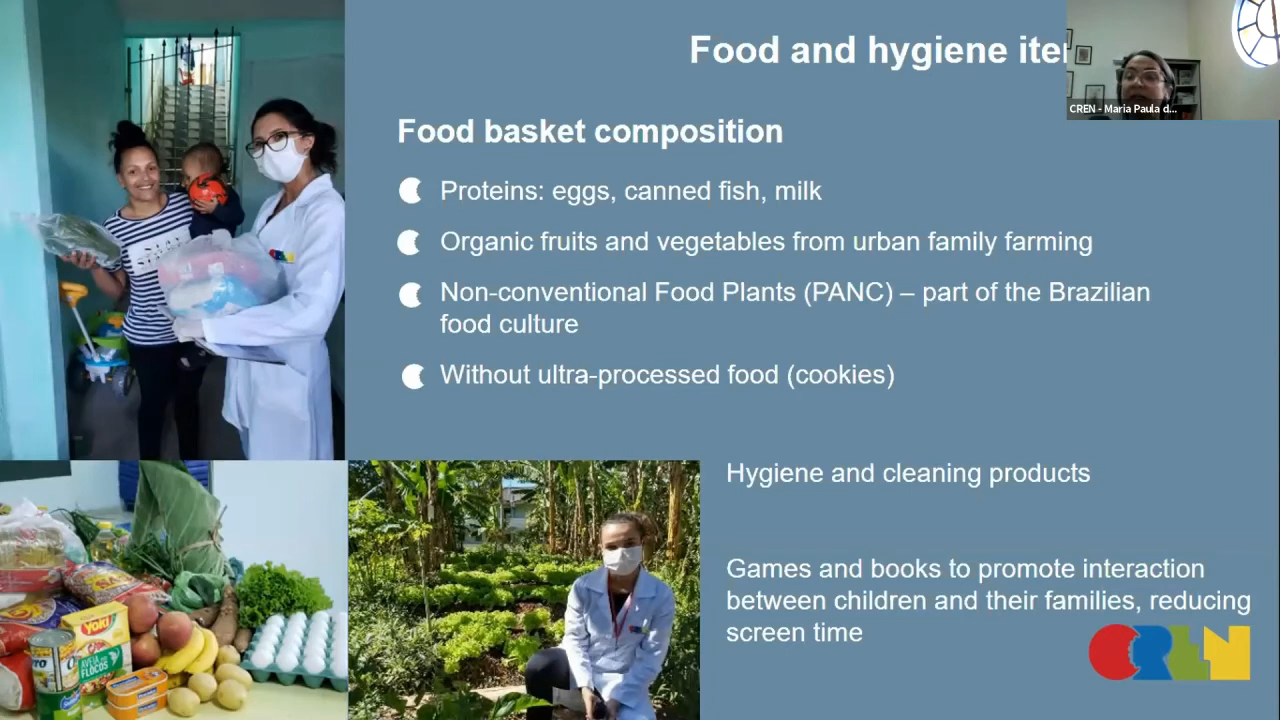 Food and hygiene ite
CREN - Maria Paula d...
Food basket composition
Proteins: eggs, canned fish, milk
Organic fruits and vegetables from urban family farming
Non-conventional Food Plants (PANC) – part of the Brazilian
food culture
Without ultra-processed food (cookies)
Hygiene and cleaning products
Games and books to promote interaction
between children and their families, reducing
screen time
CREN
YOKI
AVEIA EM
FLOCOS